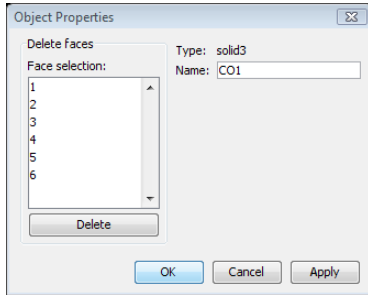 Object Properties
Delete faces
Face selection:
1
2
3
4
5
6
Delete
Type: solid3
Name: CO1
OK Cancel Apply